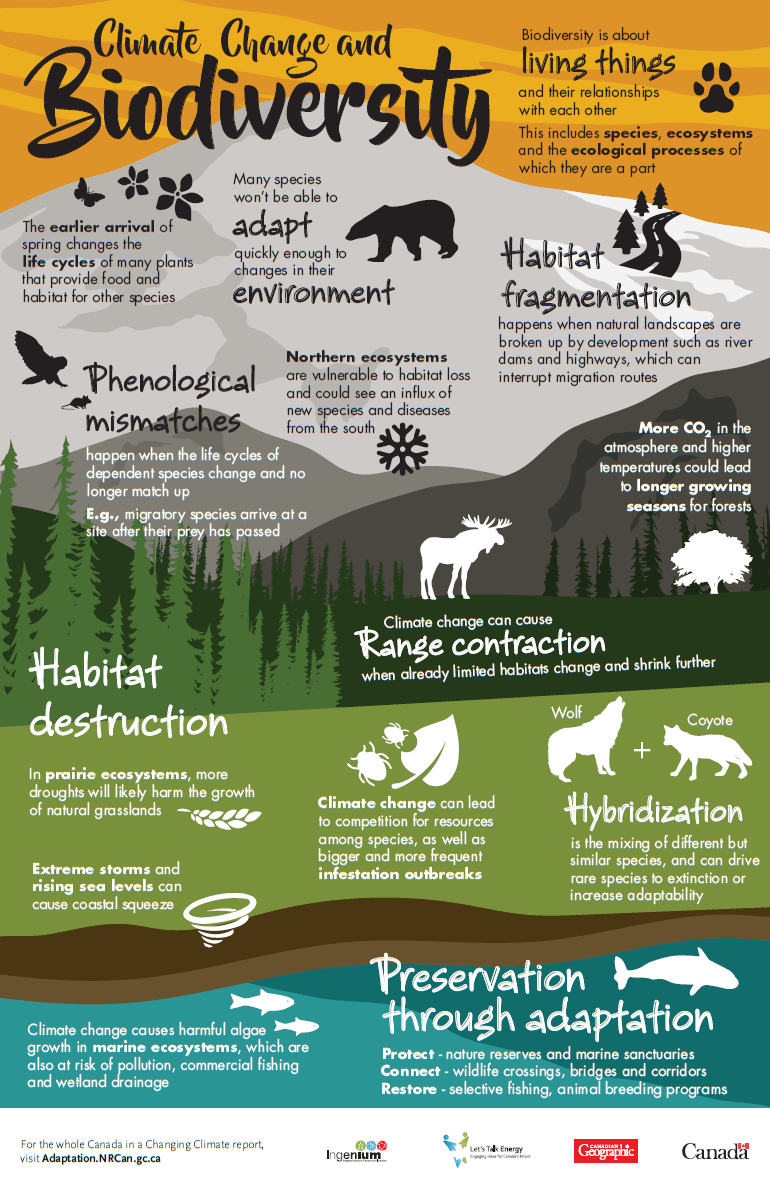 Climate Change and
Biodiversity
Biodiversity is about
living things
and their relationships
with each other
This includes species, ecosystems
and the ecological processes of
which they are a part
The earlier arrival of
spring changes the
life cycles of many plants
that provide food and
habitat for other species
Many species
won't be able to
adapt
quickly enough to
changes in their
environment
Habitat
fragmentation
happens when natural landscapes are
broken up by development such as river
dams and highways, which can
interrupt migration routes
Phenological
mismatches
happen when the life cycles of
dependent species change and no
longer match up
E.g., migratory species arrive at a
site after their prey has passed
Northern ecosystems
are vulnerable to habitat loss
and could see an influx of
new species and diseases
from the south
More CO₂ in the
atmosphere and higher
temperatures could lead
to longer growing
seasons for forests
Climate change can cause
Range contraction
when already limited habitats change and shrink further
Habitat
destruction
In prairie ecosystems, more
droughts will likely harm the growth
of natural grasslands
Extreme storms and
rising sea levels can
cause coastal squeeze
Climate change can lead
to competition for resources
among species, as well as
bigger and more frequent
infestation outbreaks
Wolf
+
Coyote
Hybridization
is the mixing of different but
similar species, and can drive
rare species to extinction or
increase adaptability
Climate change causes harmful algae
growth in marine ecosystems, which are
also at risk of pollution, commercial fishing
and wetland drainage
Preservation
through adaptation
Protect - nature reserves and marine sanctuaries
Connect - wildlife crossings, bridges and corridors
Restore - selective fishing, animal breeding programs
For the whole Canada in a Changing Climate report,
visit Adaptation.NRCan.gc.ca
Ingenium
Let's Talk Energy
Engaging Ideas for Canada's Future
CANADIAN
Geographic
Canada